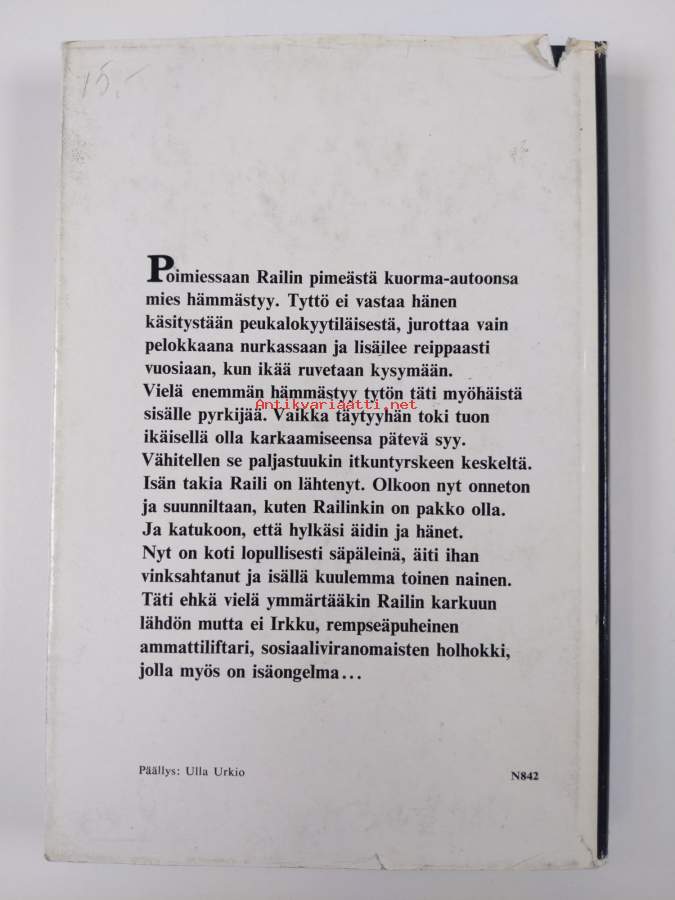 15,-
Poimiessaan Railin pimeästä kuorma-autoonsa
mies hämmästyy. Tyttö ei vastaa hänen
käsitystään peukalokyytiläisestä, jurottaa vain
pelokkaana nurkassaan ja lisäilee reippaasti
vuosiaan, kun ikää ruvetaan kysymään.
Vielä enemmän hämmästyy tytön täti myöhäistä
sisälle pyrkijää. Vaikka täytyyhän toki tuon
Antikvariaatti.net
ikäisellä olla karkaamiseensa pätevä syy.
Vähitellen se paljastuukin itkuntyrskeen keskeltä.
Isän takia Raili on lähtenyt. Olkoon nyt onneton
ja suunniltaan, kuten Railinkin on pakko olla.
Ja katukoon, että hylkäsi äidin ja hänet.
Nyt on koti lopullisesti säpäleinä, äiti ihan
vinksahtanut ja isällä kuulemma toinen nainen.
Täti ehkä vielä ymmärtääkin Railin karkuun
lähdön mutta ei Irkku, rempseäpuheinen
ammattiliftari, sosiaaliviranomaisten holhokki,
jolla myös on isäongelma...
Päällys: Ulla Urkio
N842